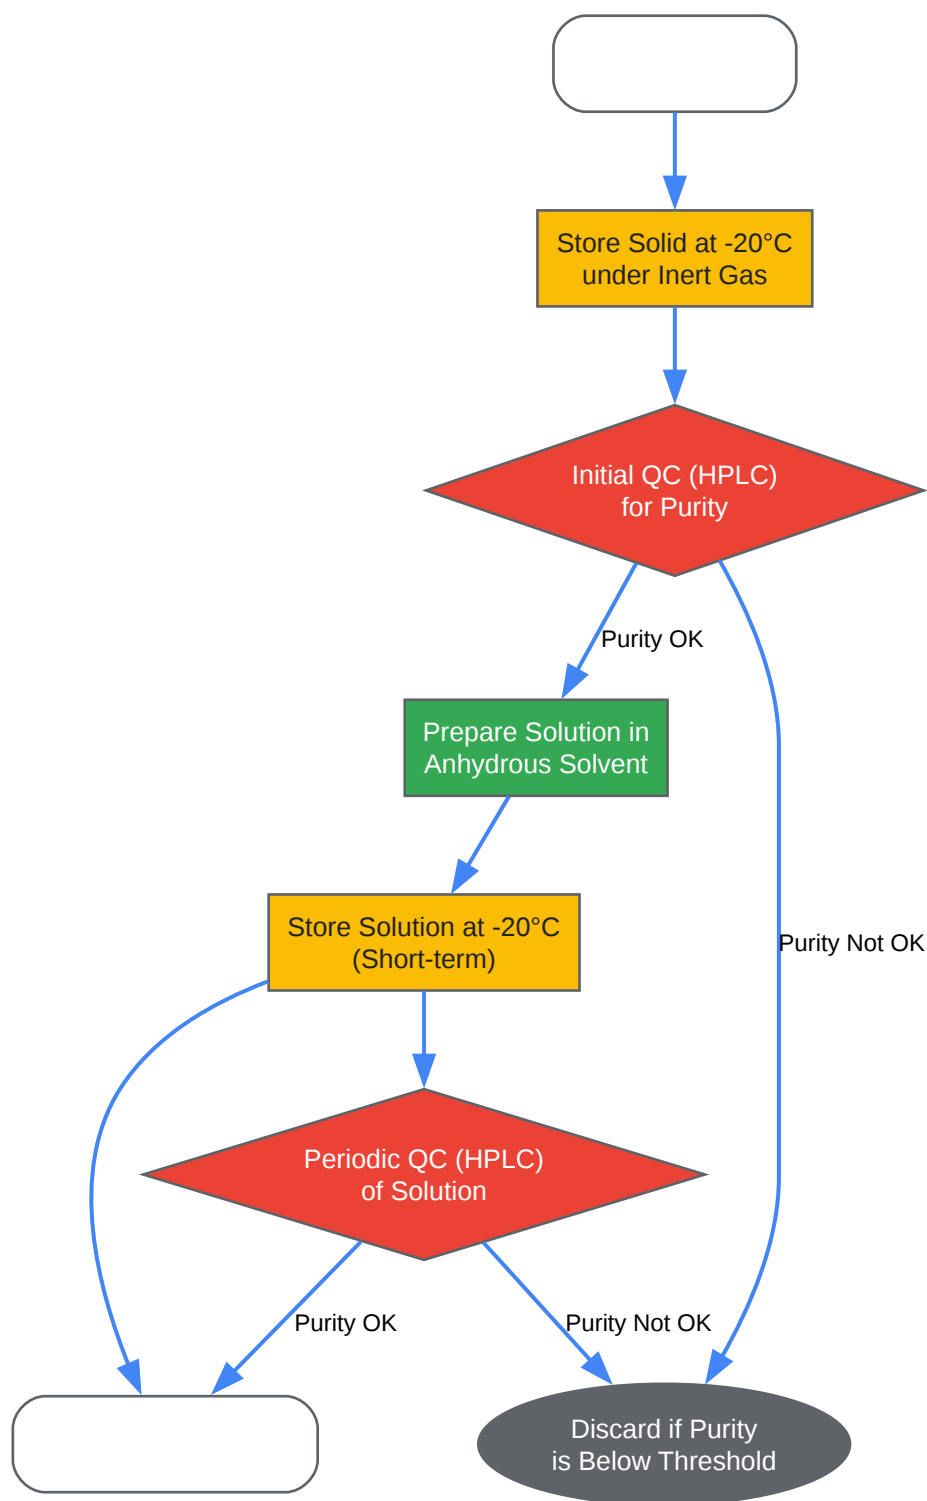 Store Solid at -20°C
under Inert Gas
Initial QC (HPLC)
for Purity
Purity OK
Prepare Solution in
Anhydrous Solvent
Store Solution at -20°C
(Short-term)
Purity Not OK
Periodic QC (HPLC)
of Solution
Purity OK
Purity Not OK
Discard if Purity
is Below Threshold